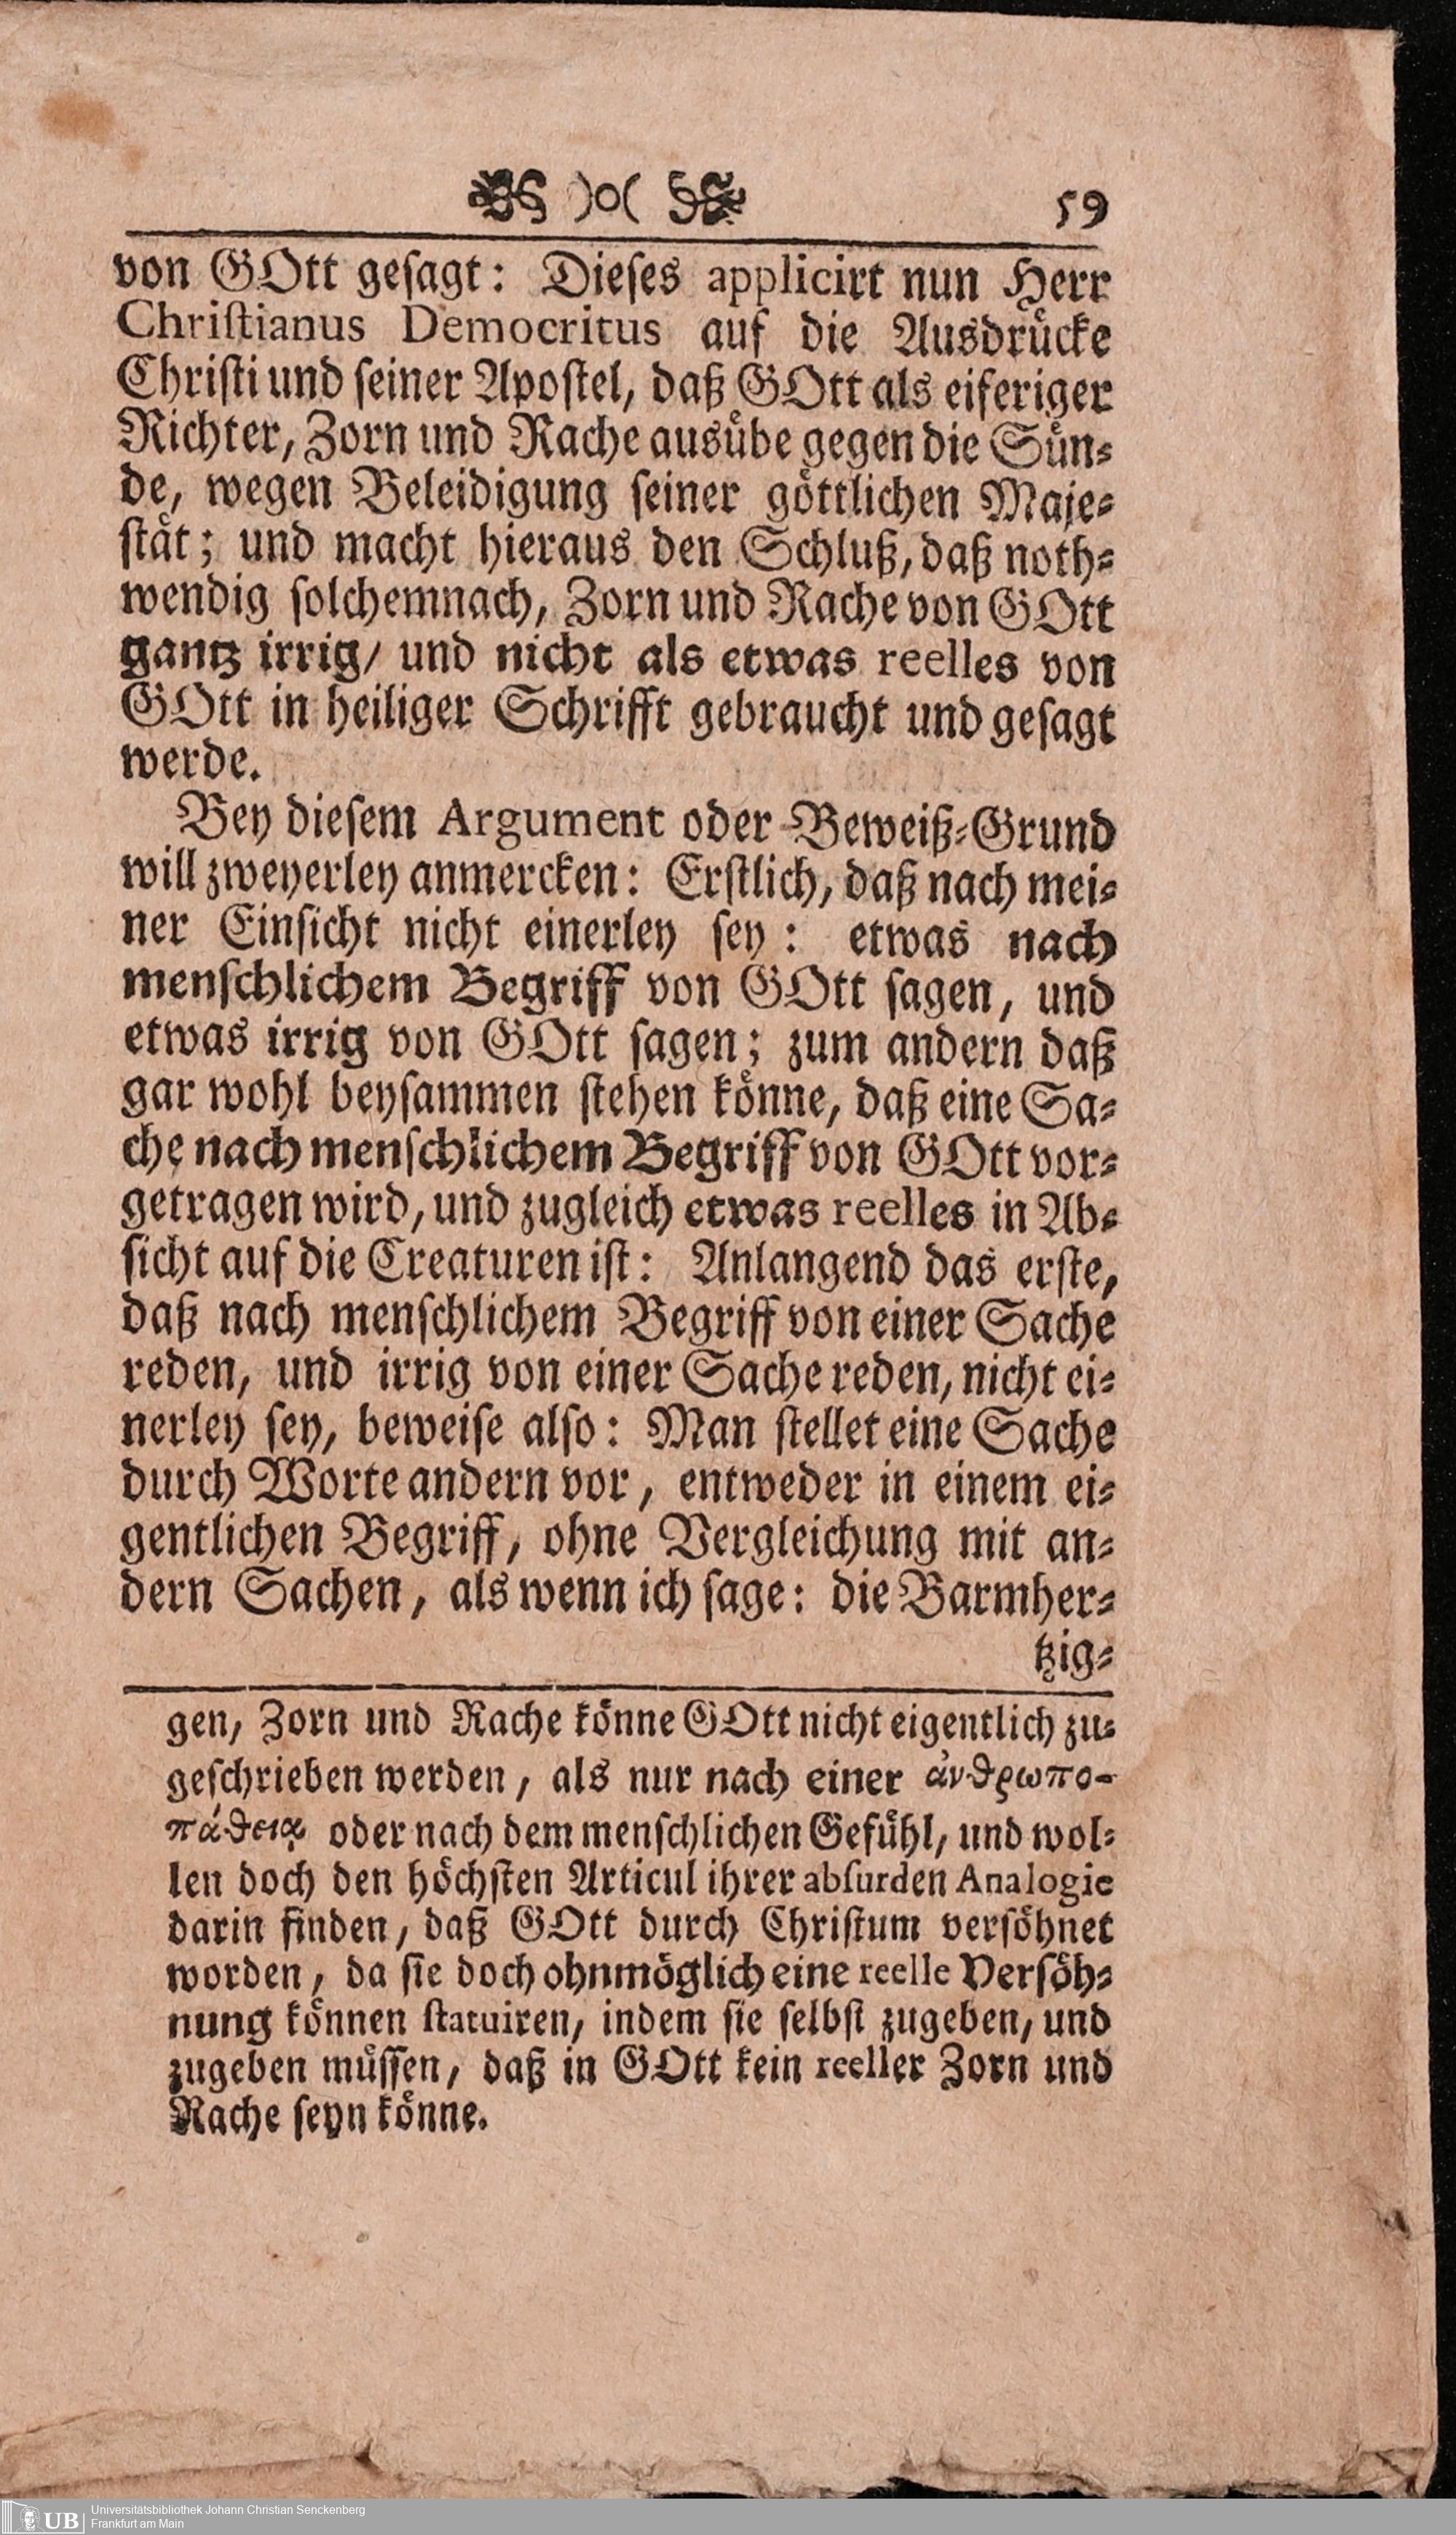 )o( 59
von GOtt gesagt: Dieses applicirt nun Herr
Christianus Democritus auf die Ausdrücke
Christi und seiner Apostel, daß GOtt als eiferiger
Richter, Zorn und Rache ausübe gegen die Sün-
de, wegen Beleidigung seiner göttlichen Maje-
stät; und macht hieraus den Schluß, daß noth-
wendig solchemnach, Zorn und Rache von GOtt
gantz irrig/ und nicht als etwas reelles von
GOtt in heiliger Schrifft gebraucht und gesagt
werde.
Bey diesem Argument oder Beweiß-Grund
will zweyerley anmercken: Erstlich, daß nach mei-
ner Einsicht nicht einerley sey: etwas nach
menschlichem Begriff von GOtt sagen, und
etwas irrig von GOtt sagen; zum andern daß
gar wohl beysammen stehen könne, daß eine Sa-
che nach menschlichem Begriff von GOtt vor-
getragen wird, und zugleich etwas reelles in Ab-
sicht auf die Creaturen ist: Anlangend das erste,
daß nach menschlichem Begriff von einer Sache
reden, und irrig von einer Sache reden, nicht ei-
nerley sey, beweise also: Man stellet eine Sache
durch Worte andern vor, entweder in einem ei-
gentlichen Begriff, ohne Vergleichung mit an-
dern Sachen, als wenn ich sage: die Barmher-
tzig-
gen, Zorn und Rache könne GOtt nicht eigentlich zu-
geschrieben werden, als nur nach einer ἀνθρωπο-
πάθειᾳ oder nach dem menschlichen Gefühl, und wol-
len doch den höchsten Articul ihrer absurden Analogie
darin finden, daß GOtt durch Christum versöhnet
worden, da sie doch ohnmöglich eine reelle Versöh-
nung können statuiren, indem sie selbst zugeben, und
zugeben müssen, daß in GOtt kein reeller Zorn und
Rache seyn könne.
UB Universitätsbibliothek Johann Christian Senckenberg
Frankfurt am Main